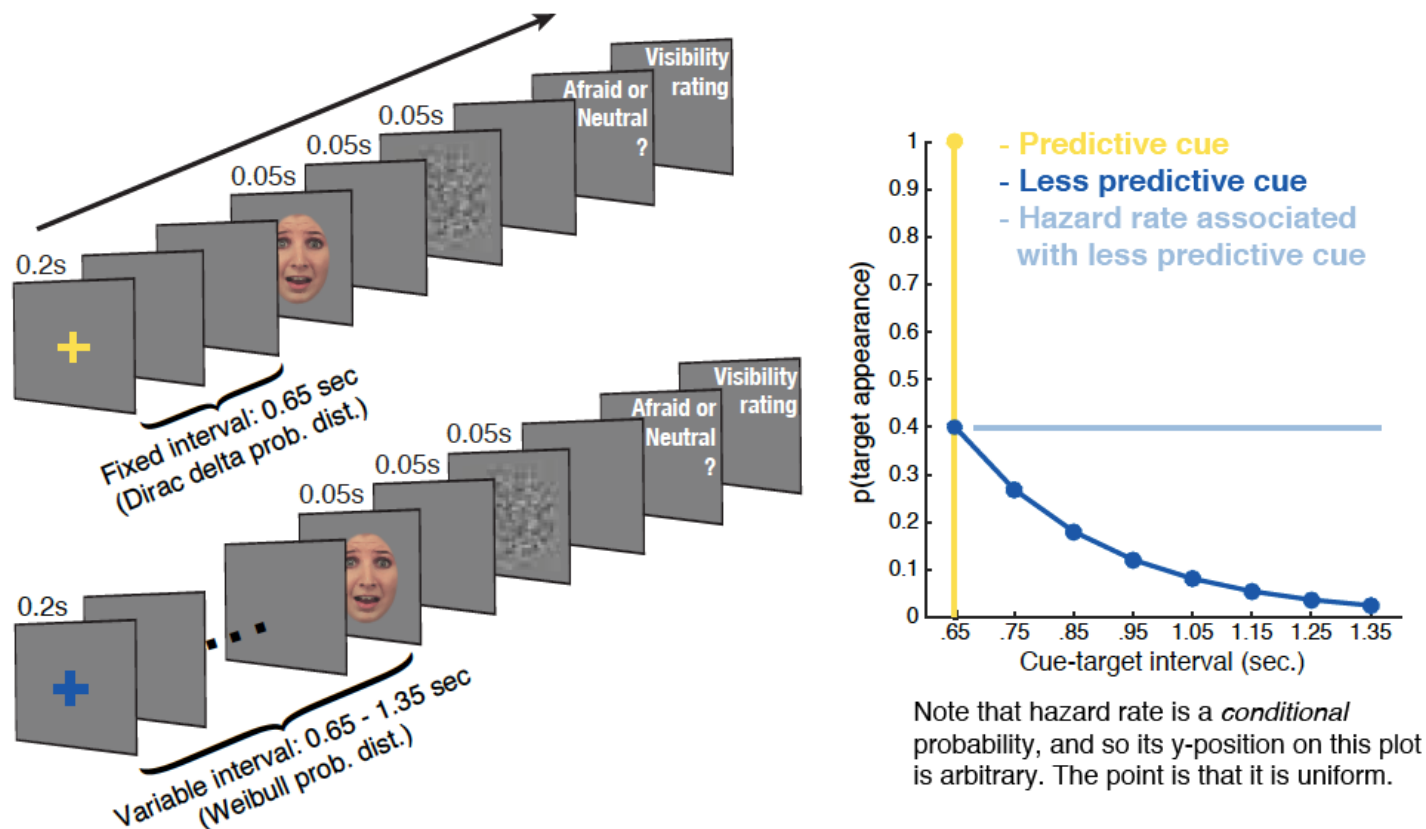 Visibility
rating
Afraid or
Neutral
?
0.05s
0.05s
0.05s
0.2s
Fixed interval: 0.65 sec
(Dirac delta prob. dist.)
Visibility
rating
Afraid or
Neutral
?
0.05s
0.05s
0.05s
0.2s
...
Variable interval: 0.65 - 1.35 sec
(Weibull prob. dist.)
- Predictive cue
- Less predictive cue
- Hazard rate associated
with less predictive cue
p(target appearance)
1
0.9
0.8
0.7
0.6
0.5
0.4
0.3
0.2
0.1
0
.65 .75 .85 .95 1.05 1.15 1.25 1.35
Cue-target interval (sec.)
Note that hazard rate is a conditional
probability, and so its y-position on this plot
is arbitrary. The point is that it is uniform.